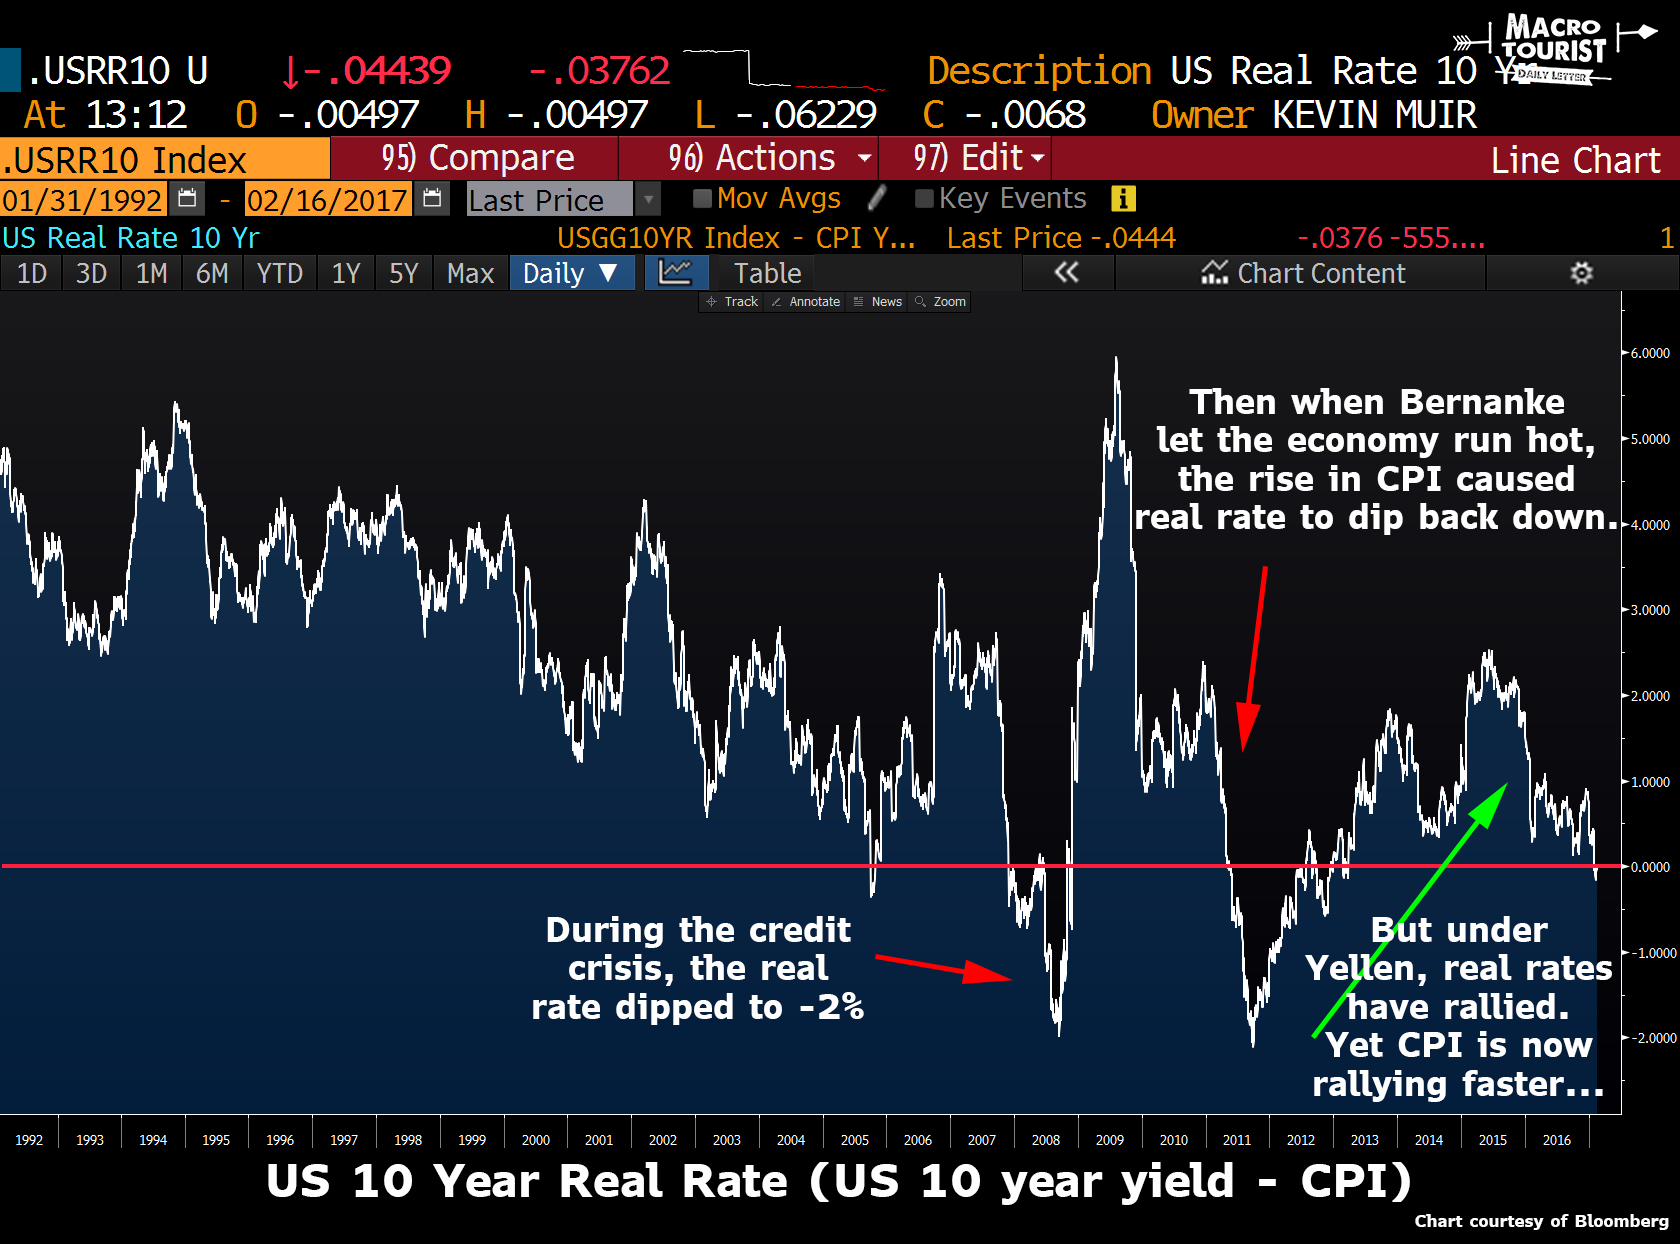 MACRO
TOURIST
DAILY LETTER
.USRR10 U ↓-.04439 -.03762 Description US Real Rate 10 Yr
At 13:12 O -.00497 H -.00497 L -.06229 C -.0068 Owner KEVIN MUIR
.USRR10 Index 95) Compare 96) Actions 97) Edit Line Chart
01/31/1992 - 02/16/2017 Last Price Mov Avgs Key Events i
US Real Rate 10 Yr USGG10YR Index - CPI Y... Last Price -.0444 -.0376 -555.... 1
1D 3D 1M 6M YTD 1Y 5Y Max Daily ▼ Table « Chart Content
Track Annotate News Zoom
6.0000
Then when Bernanke
let the economy run hot,
5.0000
the rise in CPI caused
real rate to dip back down.
4.0000
3.0000
2.0000
1.0000
0.0000
During the credit
crisis, the real
rate dipped to -2%
But under
-1.0000
Yellen, real rates
have rallied.
Yet CPI is now
-2.0000
rallying faster...
1992 1993 1994 1995 1996 1997 1998 1999 2000 2001 2002 2003 2004 2005 2006 2007 2008 2009 2010 2011 2012 2013 2014 2015 2016
US 10 Year Real Rate (US 10 year yield - CPI)
Chart courtesy of Bloomberg